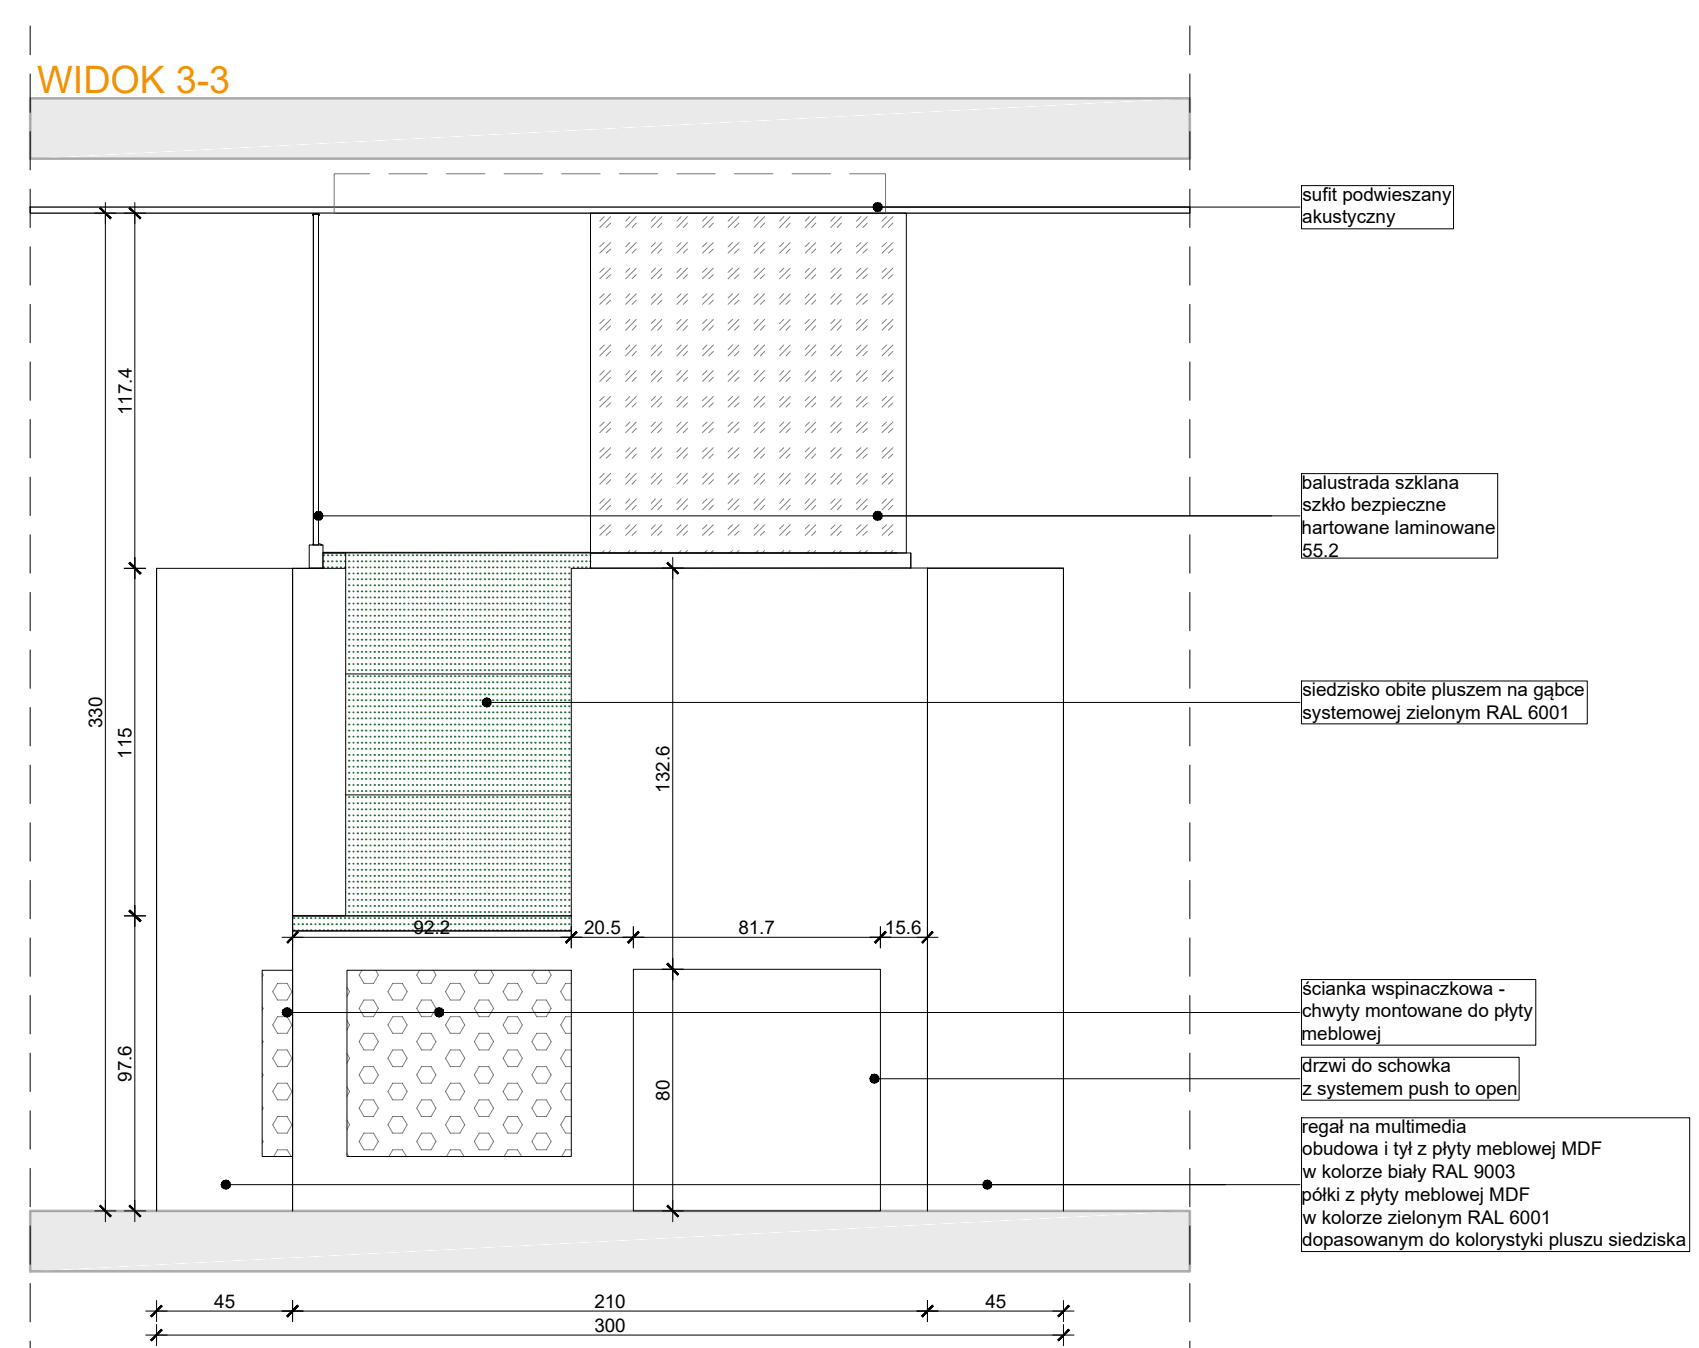 WIDOK 3-3
sufit podwieszany
akustyczny
117.4
balustrada szklana
szkło bezpieczne
hartowane laminowane
55.2
siedzisko obite pluszem na gąbce
systemowej zielonym RAL 6001
330
115
132.6
92.2
20.5
81.7
15.6
ścianka wspinaczkowa -
chwyty montowane do płyty
meblowej
97.6
80
drzwi do schowka
z systemem push to open
regał na multimedia
obudowa i tył z płyty meblowej MDF
w kolorze biały RAL 9003
półki z płyty meblowej MDF
w kolorze zielonym RAL 6001
dopasowanym do kolorystyki pluszu siedziska
45
210
45
300